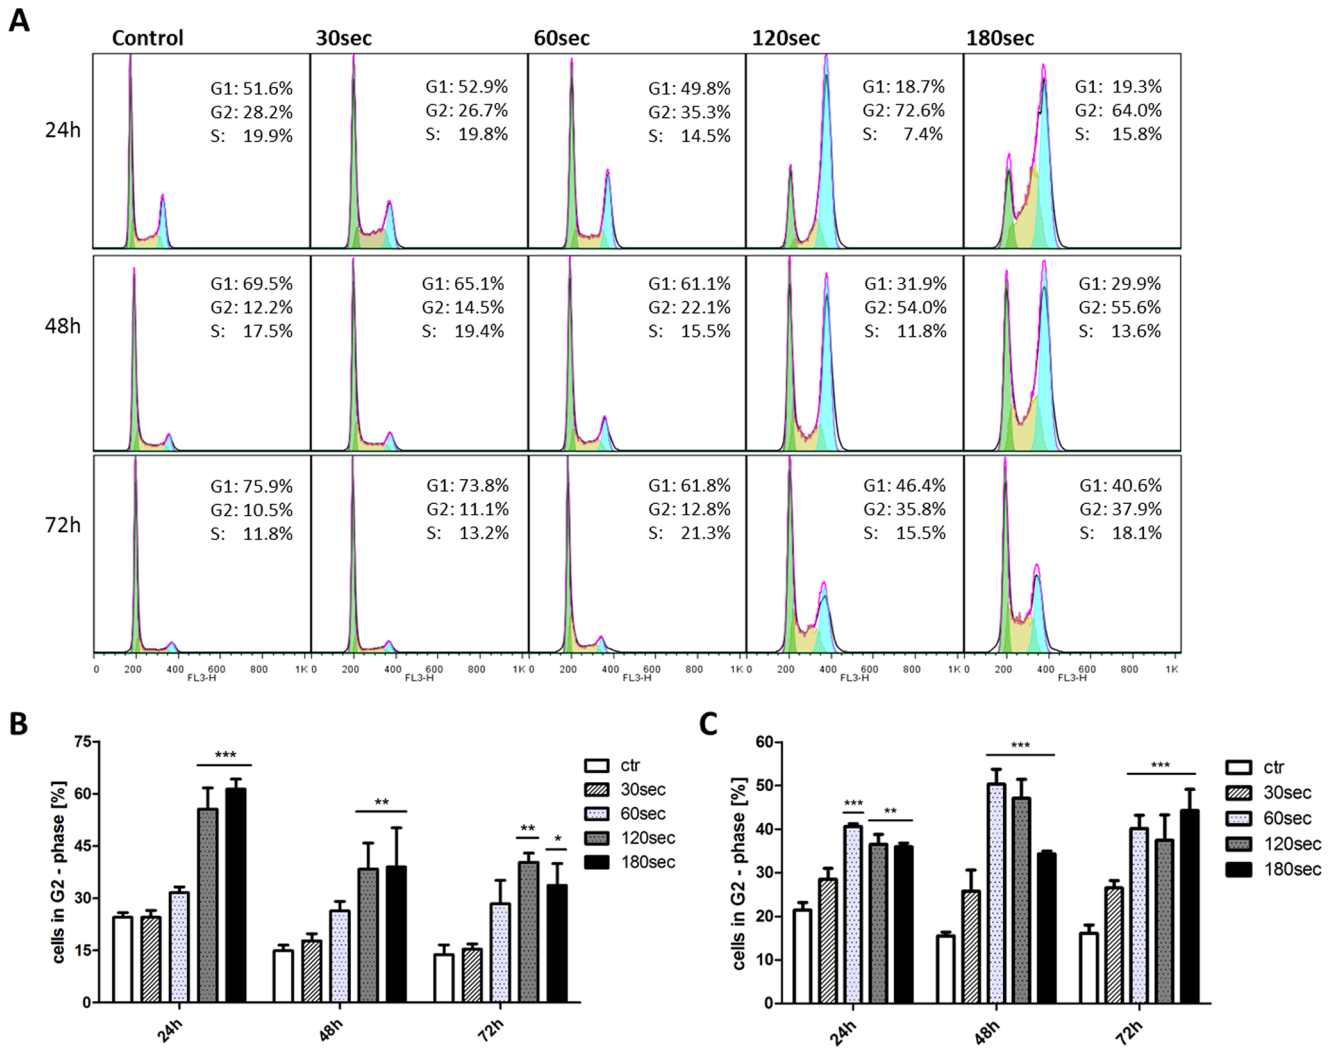 A
Control 30sec 60sec 120sec 180sec
24h
G1: 51.6%
G2: 28.2%
S: 19.9%
G1: 52.9%
G2: 26.7%
S: 19.8%
G1: 49.8%
G2: 35.3%
S: 14.5%
G1: 18.7%
G2: 72.6%
S: 7.4%
G1: 19.3%
G2: 64.0%
S: 15.8%
48h
G1: 69.5%
G2: 12.2%
S: 17.5%
G1: 65.1%
G2: 14.5%
S: 19.4%
G1: 61.1%
G2: 22.1%
S: 15.5%
G1: 31.9%
G2: 54.0%
S: 11.8%
G1: 29.9%
G2: 55.6%
S: 13.6%
72h
G1: 75.9%
G2: 10.5%
S: 11.8%
G1: 73.8%
G2: 11.1%
S: 13.2%
G1: 61.8%
G2: 12.8%
S: 21.3%
G1: 46.4%
G2: 35.8%
S: 15.5%
G1: 40.6%
G2: 37.9%
S: 18.1%
0 200 400 600 800 1K 0 200 400 600 800 1K 0 200 400 600 800 1K 0 200 400 600 800 1K 0 200 400 600 800 1K
FL3-H FL3-H FL3-H FL3-H FL3-H
B
cells in G2 - phase [%]
75
60
45
30
15
0
***
**
**
*
24h
48h
72h
ctr
30sec
60sec
120sec
180sec
C
cells in G2 - phase [%]
60
50
40
30
20
10
0
***
**
***
***
24h
48h
72h
ctr
30sec
60sec
120sec
180sec